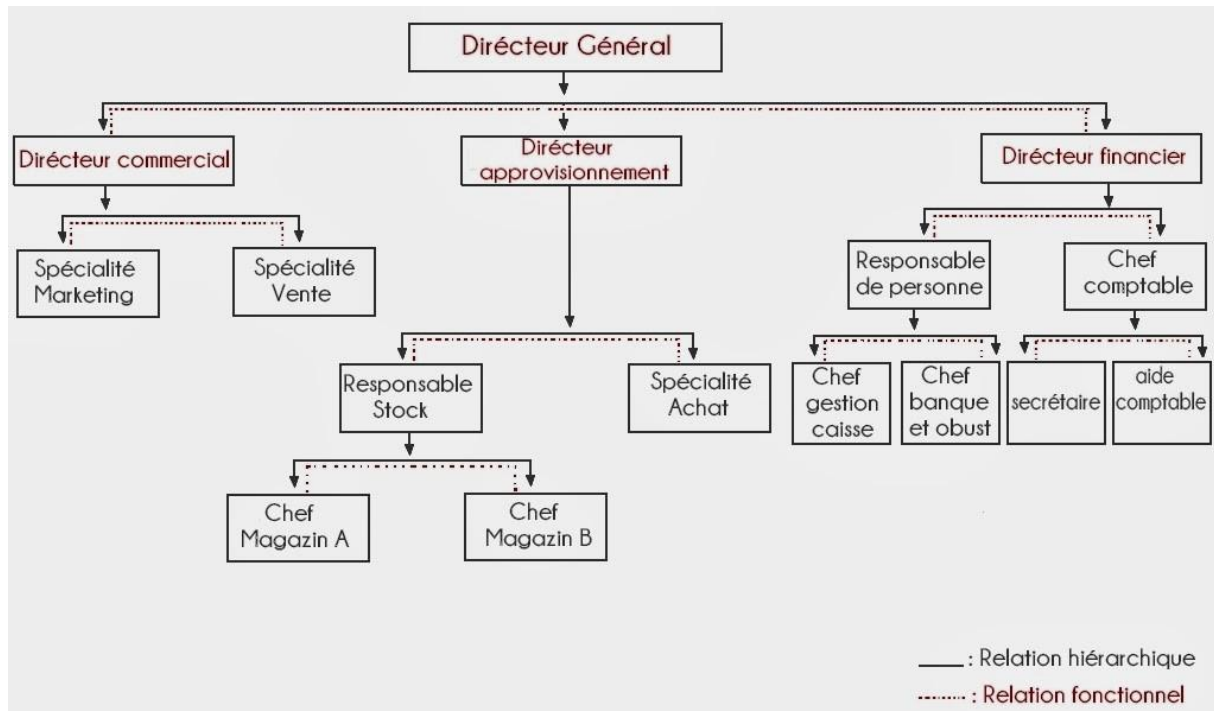 Dirécteur Général
Dirécteur commercial
Dirécteur
approvisionnement
Dirécteur financier
Spécialité
Marketing
Spécialité
Vente
Responsable
de personne
Chef
comptable
Responsable
Stock
Spécialité
Achat
Chef
gestion
caisse
Chef
banque
et obust
secrétaire
aide
comptable
Chef
Magazin A
Chef
Magazin B
: Relation hiérarchique
: Relation fonctionnel